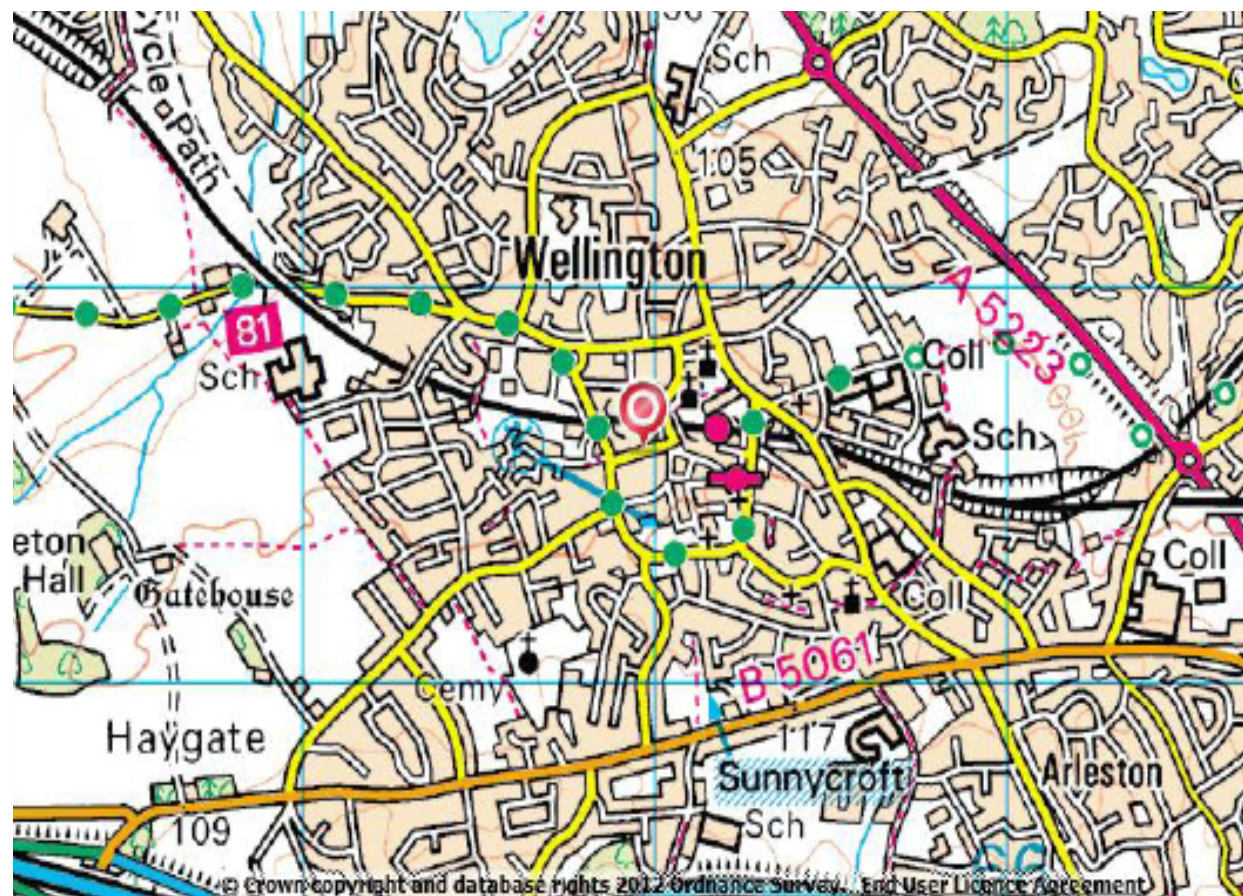 Sch
Cycle Path
105
Wellington
A 5223
81
Coll
Sch
100
Sch
eton
Hall
Gatehouse
Coll
Coll
B 5061
Cemy
Haygate
117
Sunnycroft
Arleston
109
Sch
© Crown copyright and database rights 2012 Ordnance Survey. End User Licence Agreement